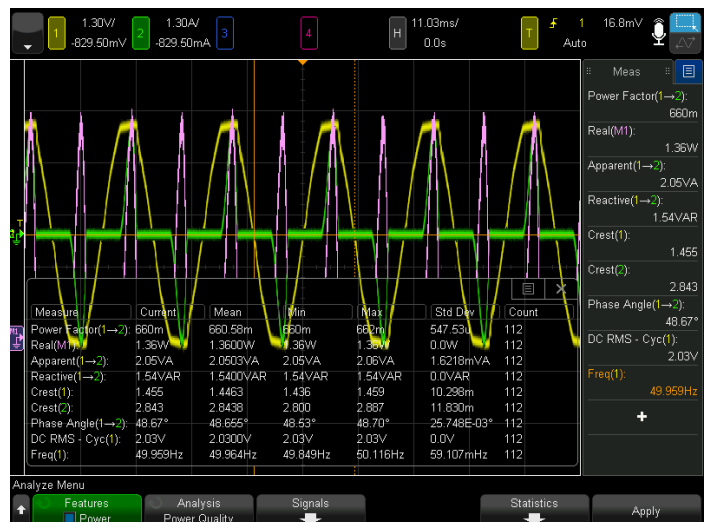 1 1.30V/ 2 1.30A/ 3 4 H 11.03ms/ T 1 16.8mV
-829.50mV -829.50mA 0.0s Auto
Meas
Power Factor(1→2):
660m
Real(M1):
1.36W
Apparent(1→2):
2.05VA
Reactive(1→2):
1.54VAR
Crest(1):
1.455
Crest(2):
2.843
Phase Angle(1→2):
48.67°
DC RMS - Cyc(1):
2.03V
Freq(1):
49.959Hz
+
T
M1
Measure Current Mean Min Max Std Dev Count
Power Factor(1→2): 660m 660.58m 660m 662m 547.53u 112
Real(M1): 1.36W 1.3600W 1.36W 1.36W 0.0W 112
Apparent(1→2): 2.05VA 2.0503VA 2.05VA 2.06VA 1.6218mVA 112
Reactive(1→2): 1.54VAR 1.5400VAR 1.54VAR 1.54VAR 0.0VAR 112
Crest(1): 1.455 1.4463 1.436 1.459 10.298m 112
Crest(2): 2.843 2.8438 2.800 2.887 11.830m 112
Phase Angle(1→2): 48.67° 48.655° 48.53° 48.70° 25.748E-03° 112
DC RMS - Cyc(1): 2.03V 2.0300V 2.03V 2.03V 0.0V 112
Freq(1): 49.959Hz 49.964Hz 49.849Hz 50.116Hz 59.107mHz 112
Analyze Menu
Features Analysis Signals Statistics Apply
Power Power Quality